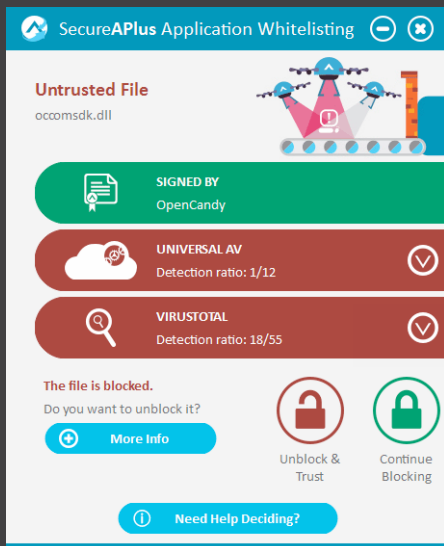 SecureAPlus Application Whitelisting
Untrusted File
occomsdk.dll
SIGNED BY
OpenCandy
UNIVERSAL AV
Detection ratio: 1/12
VIRUSTOTAL
Detection ratio: 18/55
The file is blocked.
Do you want to unblock it?
More Info
Unblock &
Trust
Continue
Blocking
Need Help Deciding?